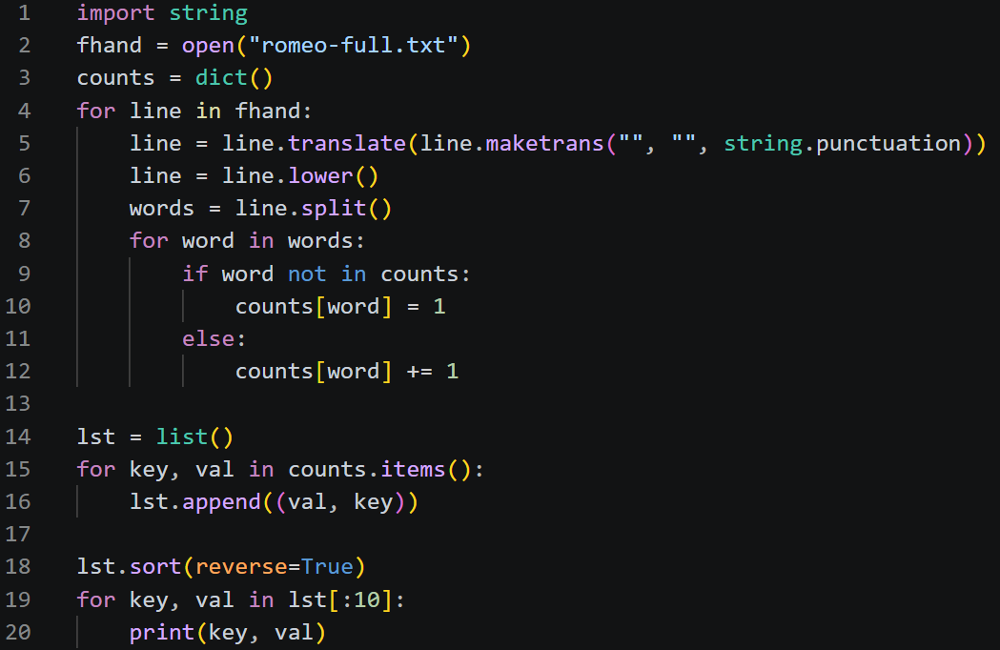 1 import string
2 fhand = open("romeo-full.txt")
3 counts = dict()
4 for line in fhand:
5     line = line.translate(line.maketrans("", "", string.punctuation))
6     line = line.lower()
7     words = line.split()
8     for word in words:
9         if word not in counts:
10             counts[word] = 1
11         else:
12             counts[word] += 1
13
14 lst = list()
15 for key, val in counts.items():
16     lst.append((val, key))
17
18 lst.sort(reverse=True)
19 for key, val in lst[:10]:
20     print(key, val)